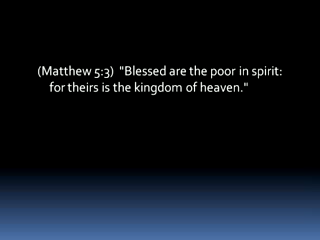 (Matthew 5:3)  "Blessed are the poor in spirit:
for theirs is the kingdom of heaven."